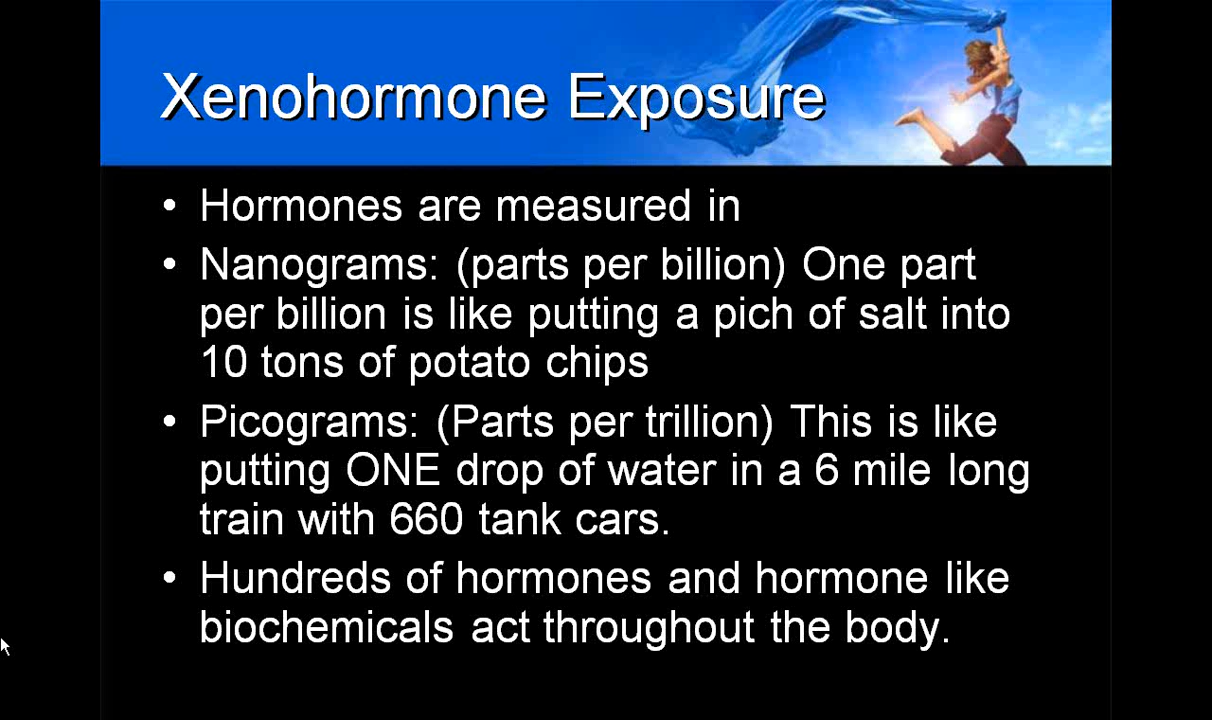 Xenohormone Exposure
• Hormones are measured in
• Nanograms: (parts per billion) One part
per billion is like putting a pich of salt into
10 tons of potato chips
• Picograms: (Parts per trillion) This is like
putting ONE drop of water in a 6 mile long
train with 660 tank cars.
• Hundreds of hormones and hormone like
biochemicals act throughout the body.